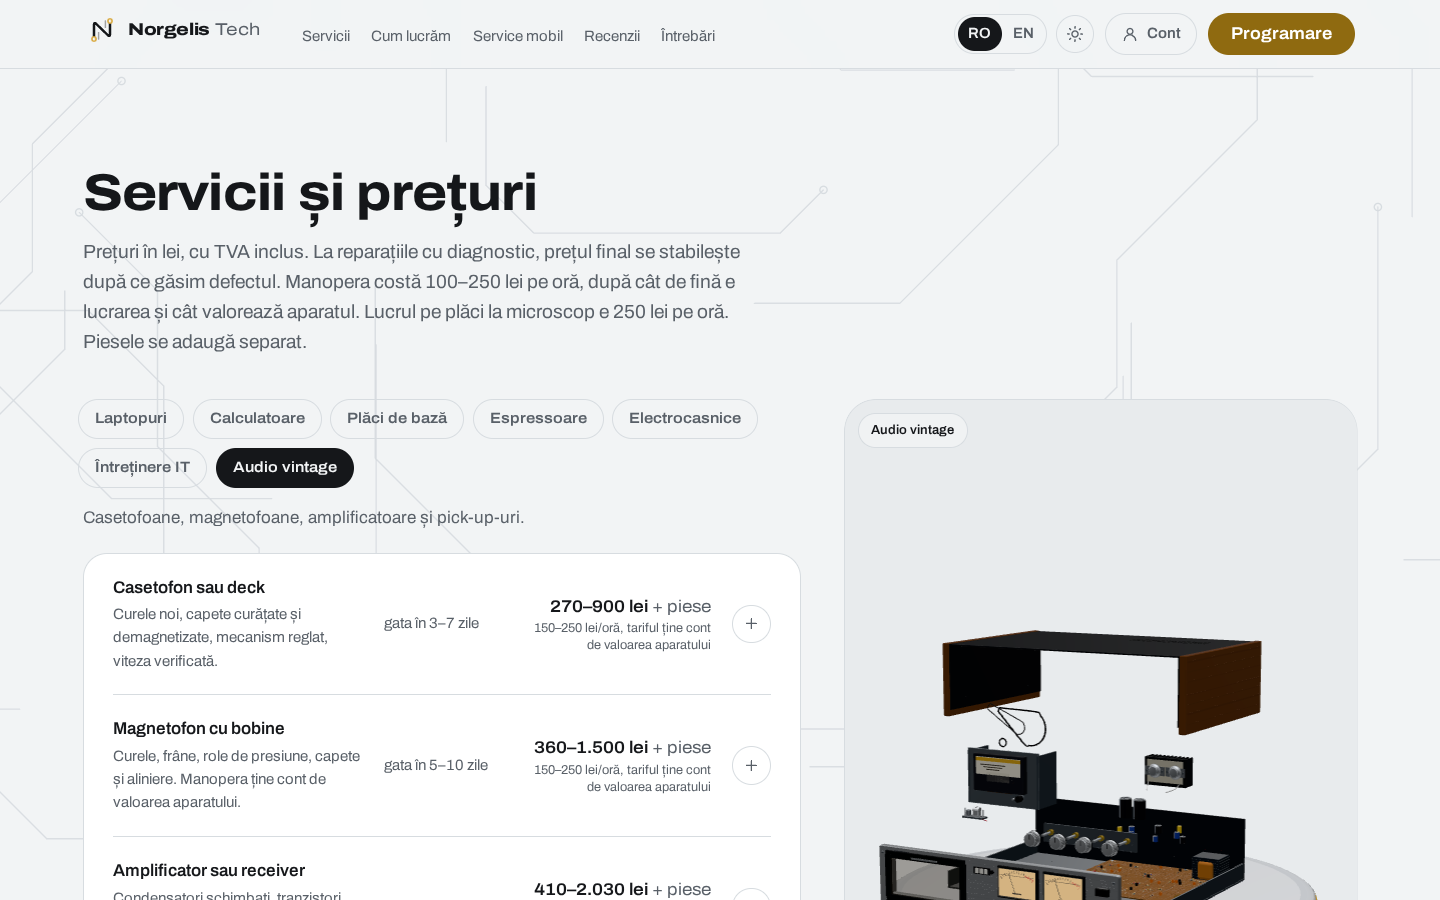 Norgelis Tech
Servicii
Cum lucrăm
Service mobil
Recenzii
Întrebări
RO
EN
Cont
Programare
Servicii și prețuri
Prețuri în lei, cu TVA inclus. La reparațiile cu diagnostic, prețul final se stabilește
după ce găsim defectul. Manopera costă 100–250 lei pe oră, după cât de fină e
lucrarea și cât valorează aparatul. Lucrul pe plăci la microscop e 250 lei pe oră.
Piesele se adaugă separat.
Laptopuri
Calculatoare
Plăci de bază
Espressoare
Electrocasnice
Întreținere IT
Audio vintage
Casetofoane, magnetofoane, amplificatoare și pick-up-uri.
Audio vintage
Casetofon sau deck
Curele noi, capete curățate și
demagnetizate, mecanism reglat,
viteza verificată.
gata în 3–7 zile
270–900 lei + piese
150–250 lei/oră, tariful ține cont
de valoarea aparatului
Magnetofon cu bobine
Curele, frâne, role de presiune, capete
și aliniere. Manopera ține cont de
valoarea aparatului.
gata în 5–10 zile
360–1.500 lei + piese
150–250 lei/oră, tariful ține cont
de valoarea aparatului
Amplificator sau receiver
Condensatori schimbați, tranzistori
410–2.030 lei + piese